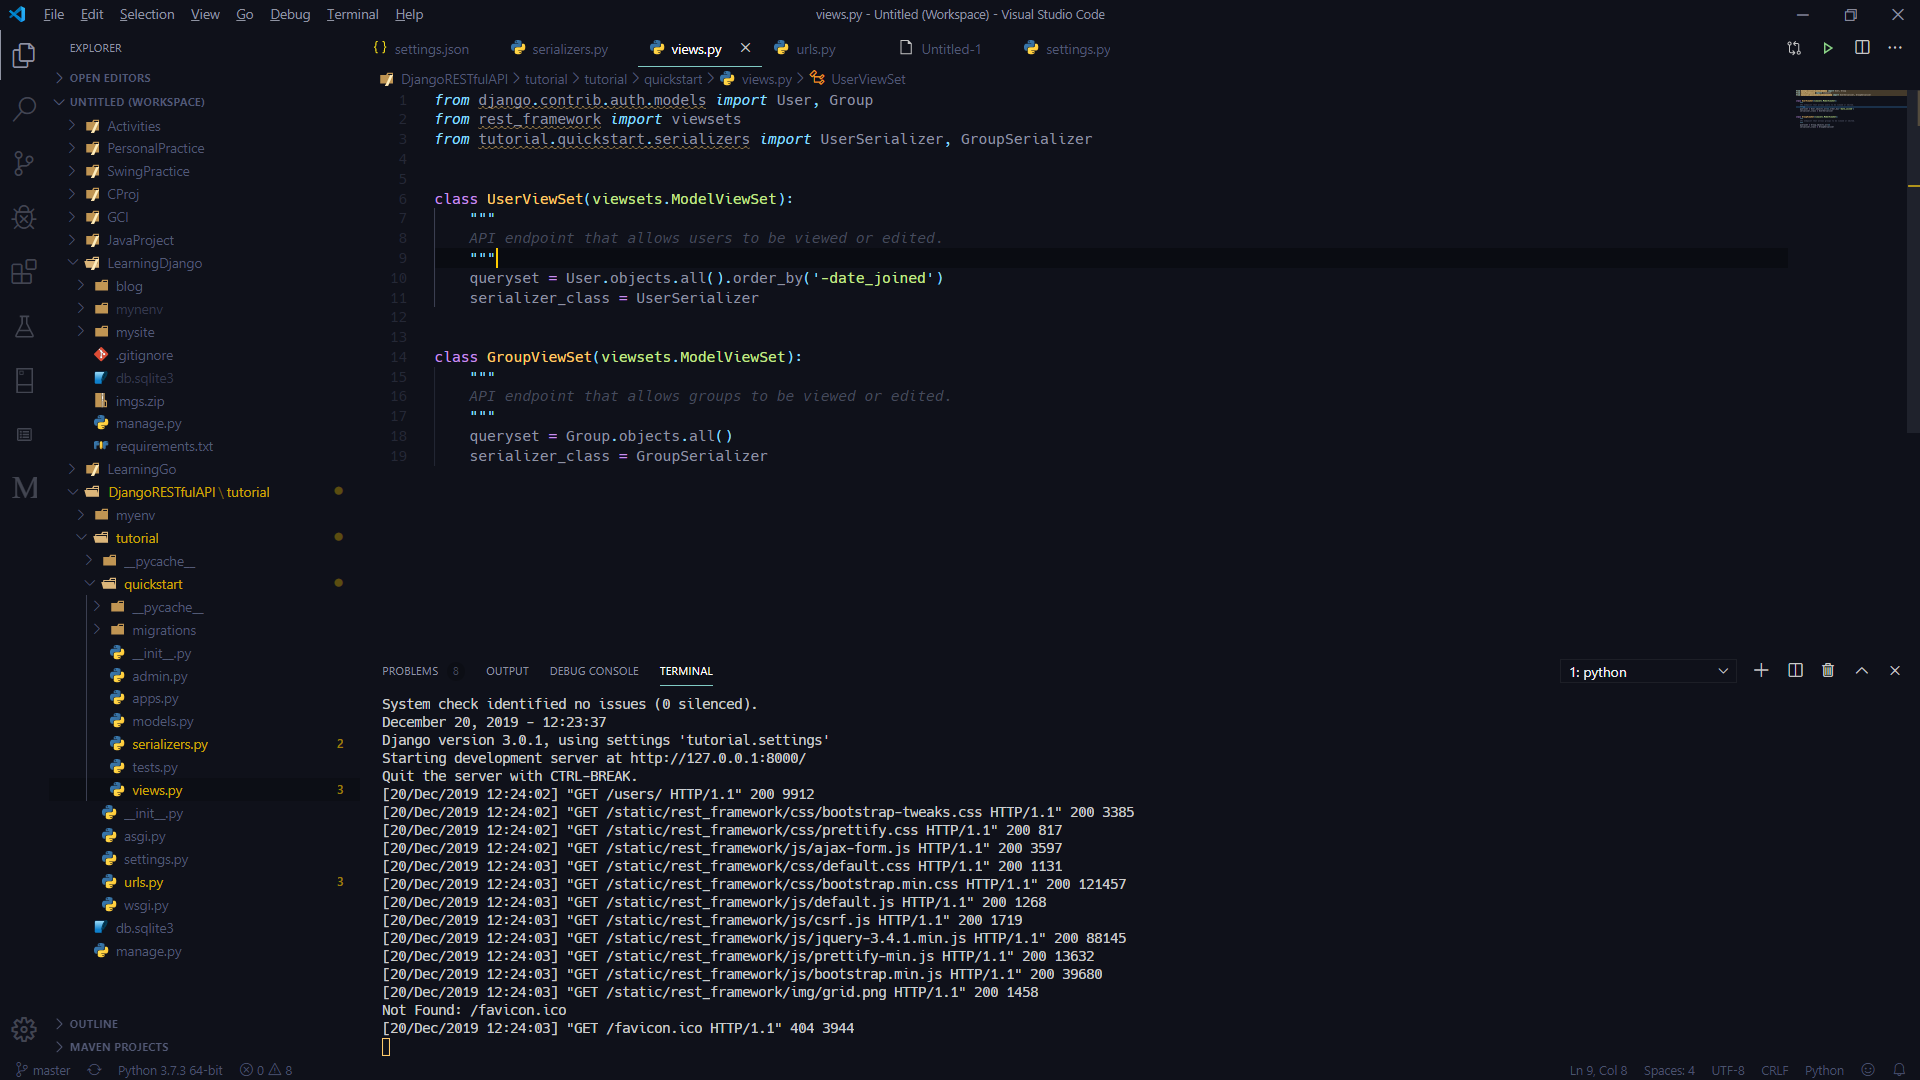 File Edit Selection View Go Debug Terminal Help
views.py - Untitled (Workspace) - Visual Studio Code
EXPLORER
OPEN EDITORS
UNTITLED (WORKSPACE)
Activities
PersonalPractice
SwingPractice
CProj
GCI
JavaProject
LearningDjango
blog
mynenv
mysite
.gitignore
db.sqlite3
imgs.zip
manage.py
requirements.txt
LearningGo
DjangoRESTfulAPI \ tutorial
myenv
tutorial
__pycache__
quickstart
__pycache__
migrations
__init__.py
admin.py
apps.py
models.py
serializers.py 2
tests.py
views.py 3
__init__.py
asgi.py
settings.py
urls.py 3
wsgi.py
db.sqlite3
manage.py
OUTLINE
MAVEN PROJECTS
settings.json serializers.py views.py urls.py Untitled-1 settings.py
DjangoRESTfulAPI > tutorial > tutorial > quickstart > views.py > UserViewSet
1 from django.contrib.auth.models import User, Group
2 from rest_framework import viewsets
3 from tutorial.quickstart.serializers import UserSerializer, GroupSerializer
4
5
6 class UserViewSet(viewsets.ModelViewSet):
7 """
8 API endpoint that allows users to be viewed or edited.
9 """
10 queryset = User.objects.all().order_by('-date_joined')
11 serializer_class = UserSerializer
12
13
14 class GroupViewSet(viewsets.ModelViewSet):
15 """
16 API endpoint that allows groups to be viewed or edited.
17 """
18 queryset = Group.objects.all()
19 serializer_class = GroupSerializer
PROBLEMS 8 OUTPUT DEBUG CONSOLE TERMINAL
1: python
System check identified no issues (0 silenced).
December 20, 2019 - 12:23:37
Django version 3.0.1, using settings 'tutorial.settings'
Starting development server at http://127.0.0.1:8000/
Quit the server with CTRL-BREAK.
[20/Dec/2019 12:24:02] "GET /users/ HTTP/1.1" 200 9912
[20/Dec/2019 12:24:02] "GET /static/rest_framework/css/bootstrap-tweaks.css HTTP/1.1" 200 3385
[20/Dec/2019 12:24:02] "GET /static/rest_framework/css/prettify.css HTTP/1.1" 200 817
[20/Dec/2019 12:24:02] "GET /static/rest_framework/js/ajax-form.js HTTP/1.1" 200 3597
[20/Dec/2019 12:24:03] "GET /static/rest_framework/css/default.css HTTP/1.1" 200 1131
[20/Dec/2019 12:24:03] "GET /static/rest_framework/css/bootstrap.min.css HTTP/1.1" 200 121457
[20/Dec/2019 12:24:03] "GET /static/rest_framework/js/default.js HTTP/1.1" 200 1268
[20/Dec/2019 12:24:03] "GET /static/rest_framework/js/csrf.js HTTP/1.1" 200 1719
[20/Dec/2019 12:24:03] "GET /static/rest_framework/js/jquery-3.4.1.min.js HTTP/1.1" 200 88145
[20/Dec/2019 12:24:03] "GET /static/rest_framework/js/prettify-min.js HTTP/1.1" 200 13632
[20/Dec/2019 12:24:03] "GET /static/rest_framework/js/bootstrap.min.js HTTP/1.1" 200 39680
[20/Dec/2019 12:24:03] "GET /static/rest_framework/img/grid.png HTTP/1.1" 200 1458
Not Found: /favicon.ico
[20/Dec/2019 12:24:03] "GET /favicon.ico HTTP/1.1" 404 3944
master Python 3.7.3 64-bit 0 8
Ln 9, Col 8 Spaces: 4 UTF-8 CRLF Python